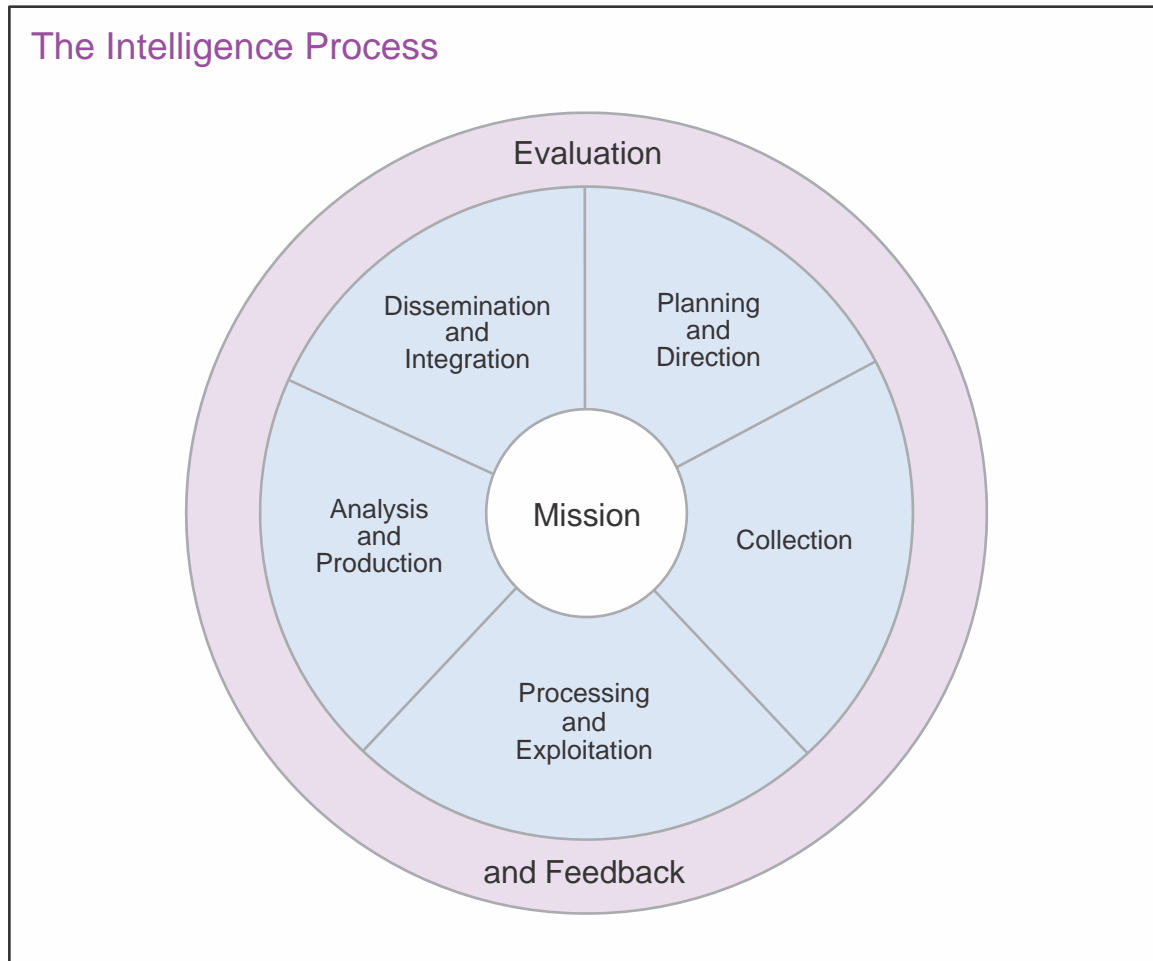 The Intelligence Process
Evaluation
Dissemination
and
Integration
Planning
and
Direction
Analysis
and
Production
Mission
Collection
Processing
and
Exploitation
and Feedback